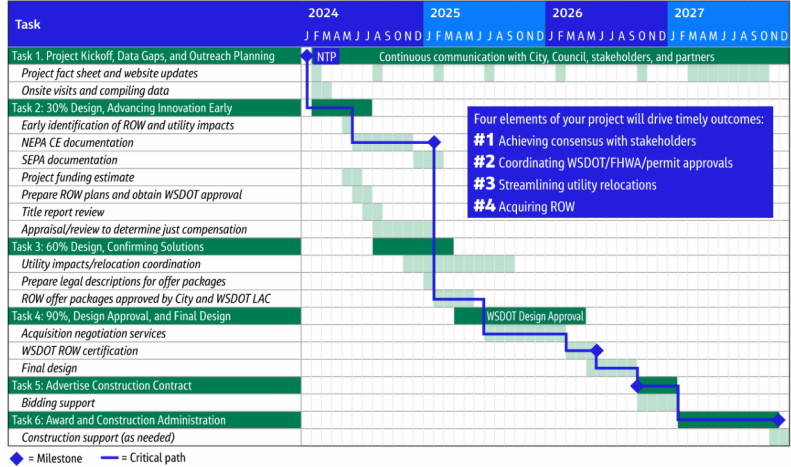 Task
2024
2025
2026
2027
J F M A M J J A S O N D J F M A M J J A S O N D J F M A M J J A S O N D J F M A M J J A S O N D
Task 1. Project Kickoff, Data Gaps, and Outreach Planning
NTP
Continuous communication with City, Council, stakeholders, and partners
Project fact sheet and website updates
Onsite visits and compiling data
Task 2: 30% Design, Advancing Innovation Early
Early identification of ROW and utility impacts
NEPA CE documentation
SEPA documentation
Project funding estimate
Prepare ROW plans and obtain WSDOT approval
Title report review
Appraisal/review to determine just compensation
Four elements of your project will drive timely outcomes:
#1 Achieving consensus with stakeholders
#2 Coordinating WSDOT/FHWA/permit approvals
#3 Streamlining utility relocations
#4 Acquiring ROW
Task 3: 60% Design, Confirming Solutions
Utility impacts/relocation coordination
Prepare legal descriptions for offer packages
ROW offer packages approved by City and WSDOT LAC
Task 4: 90%, Design Approval, and Final Design
WSDOT Design Approval
Acquisition negotiation services
WSDOT ROW certification
Final design
Task 5: Advertise Construction Contract
Bidding support
Task 6: Award and Construction Administration
Construction support (as needed)
= Milestone
= Critical path